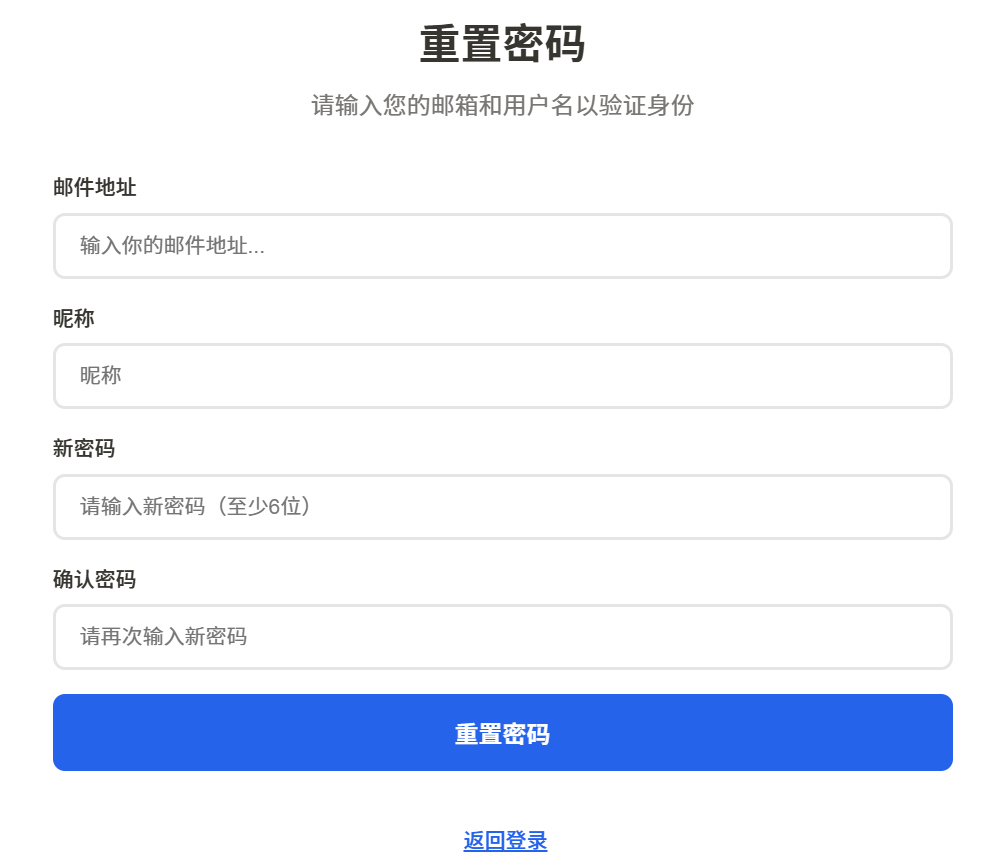 重置密码
请输入您的邮箱和用户名以验证身份
邮件地址
输入你的邮件地址...
昵称
昵称
新密码
请输入新密码（至少6位）
确认密码
请再次输入新密码
重置密码
返回登录